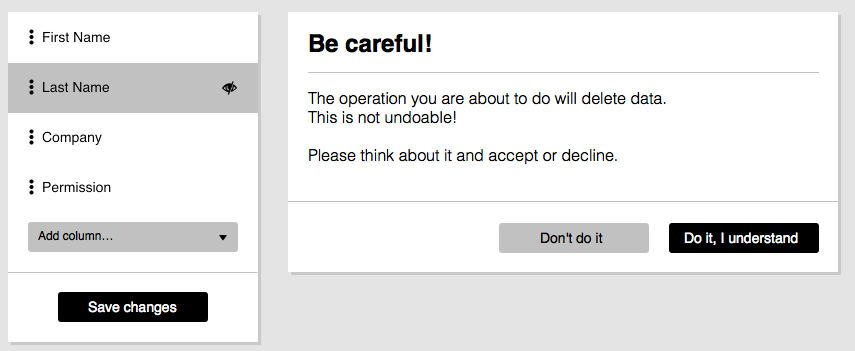 First Name
Last Name
Company
Permission
Add column...
Save changes
Be careful!
The operation you are about to do will delete data.
This is not undoable!
Please think about it and accept or decline.
Don't do it
Do it, I understand